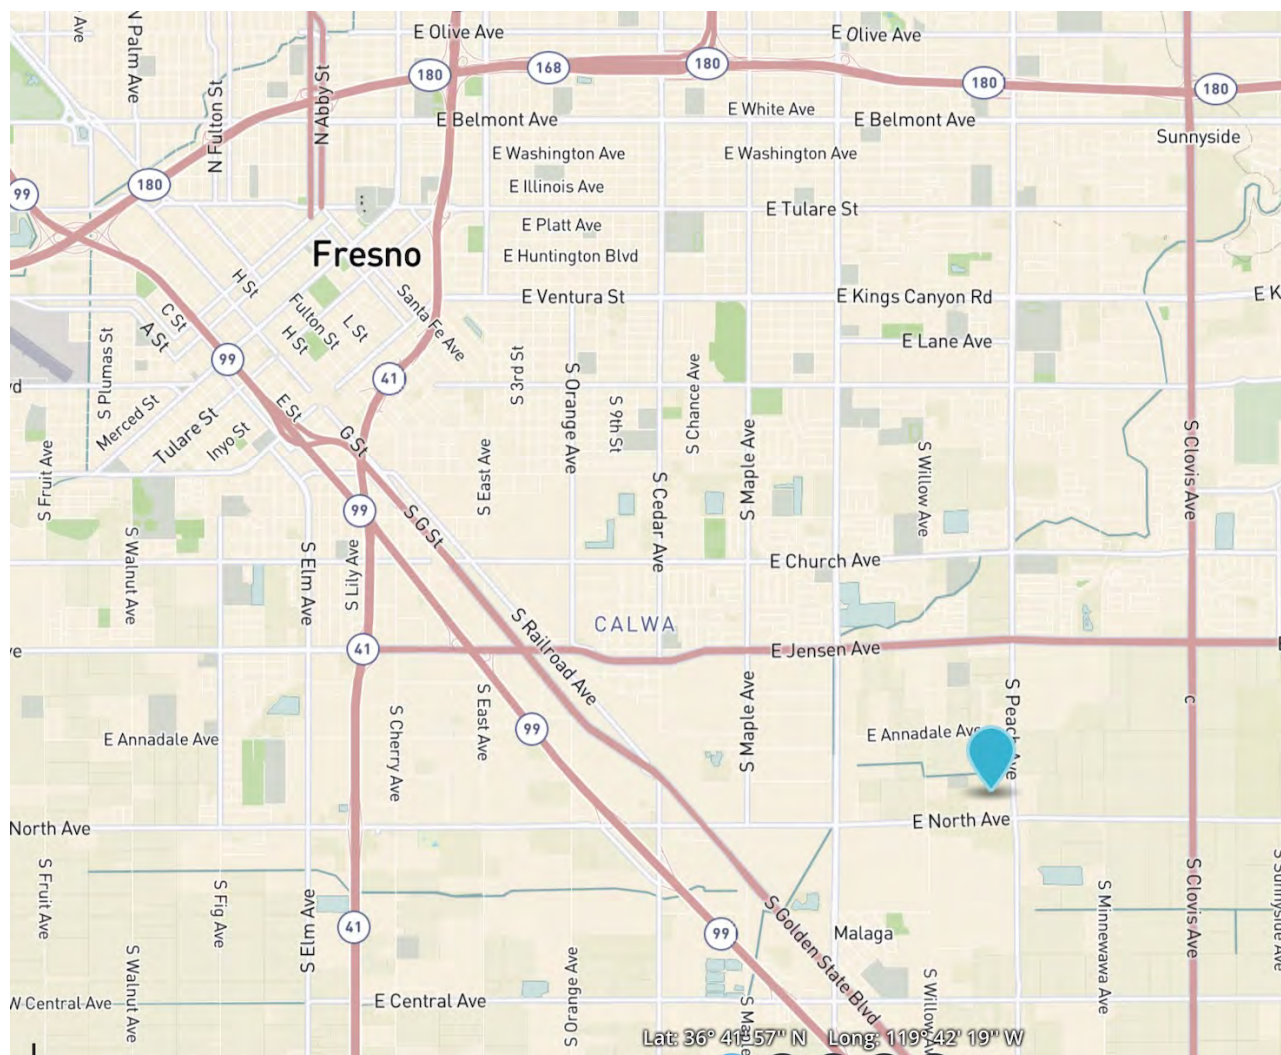 Ave
N Palm Ave
E Olive Ave
E Olive Ave
180
168
180
180
180
N Fulton St
N Abby St
E Belmont Ave
E White Ave
E Belmont Ave
Sunnyside
E Washington Ave
E Washington Ave
99
180
E Illinois Ave
E Platt Ave
E Tulare St
Fresno
E Huntington Blvd
H St
E Ventura St
E Kings Canyon Rd
E K
C St
A St
Fulton St
L St
H St
Santa Fe Ave
E Lane Ave
99
41
S Plumas St
S 3rd St
S Orange Ave
S Chance Ave
Merced St
Tulare St
Inyo St
E St
G St
S 9th St
S Maple Ave
S Clovis Ave
S Fruit Ave
S East Ave
S Cedar Ave
S Willow Ave
99
S G St
S Walnut Ave
S Elm Ave
S Lily Ave
E Church Ave
CALWA
41
S Railroad Ave
E Jensen Ave
S Peach Ave
S Maple Ave
S East Ave
S Cherry Ave
99
E Annadale Ave
E Annadale Ave
North Ave
E North Ave
S Fruit Ave
S Fig Ave
S Elm Ave
41
S Walnut Ave
99
S Golden State Blvd
Malaga
S Minnewawa Ave
S Clovis Ave
S Sunnyside Ave
W Central Ave
E Central Ave
S Orange Ave
S Maple
S Willow Av
Lat: 36° 41' 57" N Long: 119° 42' 19" W